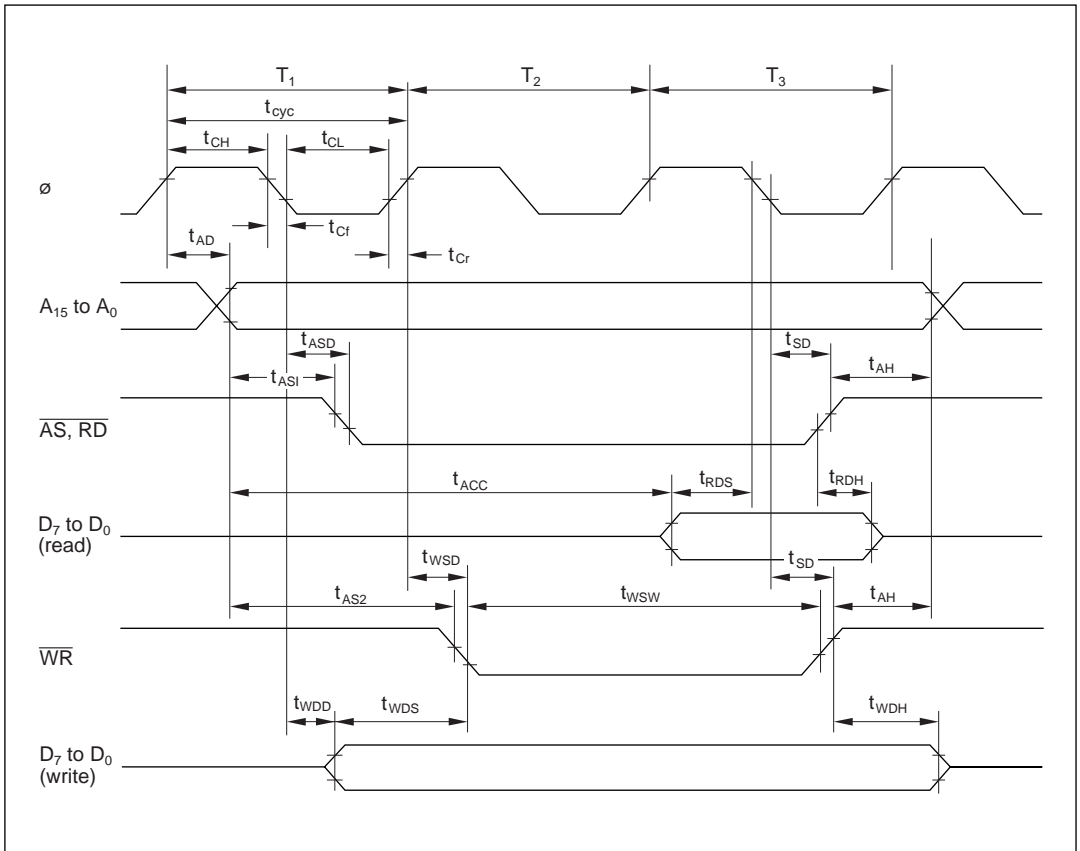 T1 T2 T3
tcyc
tCH tCL
ø
tCf
tAD
tCr
A15 to A0
tASD tSD
tASI tAH
AS, RD
tACC tRDS tRDH
D7 to D0
(read)
tWSD tSD
tAS2 tWSW tAH
WR
tWDD tWDS tWDH
D7 to D0
(write)